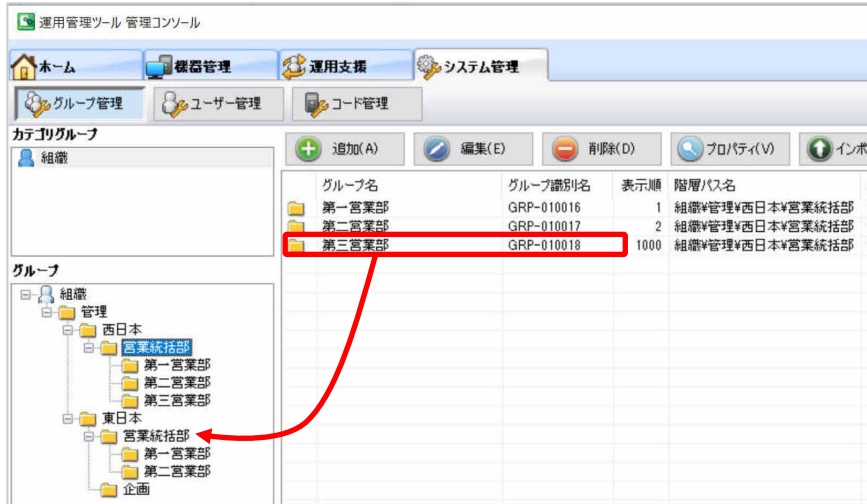 運用管理ツール 管理コンソール
ホーム 機器管理 運用支援 システム管理
グループ管理 ユーザー管理 コード管理
カテゴリグループ
組織
追加(A) 編集(E) 削除(D) プロパティ(V) インポ
グループ名 グループ識別名 表示順 階層パス名
第一営業部 GRP-010016 1 組織¥管理¥西日本¥営業統括部
第二営業部 GRP-010017 2 組織¥管理¥西日本¥営業統括部
第三営業部 GRP-010018 1000 組織¥管理¥西日本¥営業統括部
グループ
組織
管理
西日本
営業統括部
第一営業部
第二営業部
第三営業部
東日本
営業統括部
第一営業部
第二営業部
企画